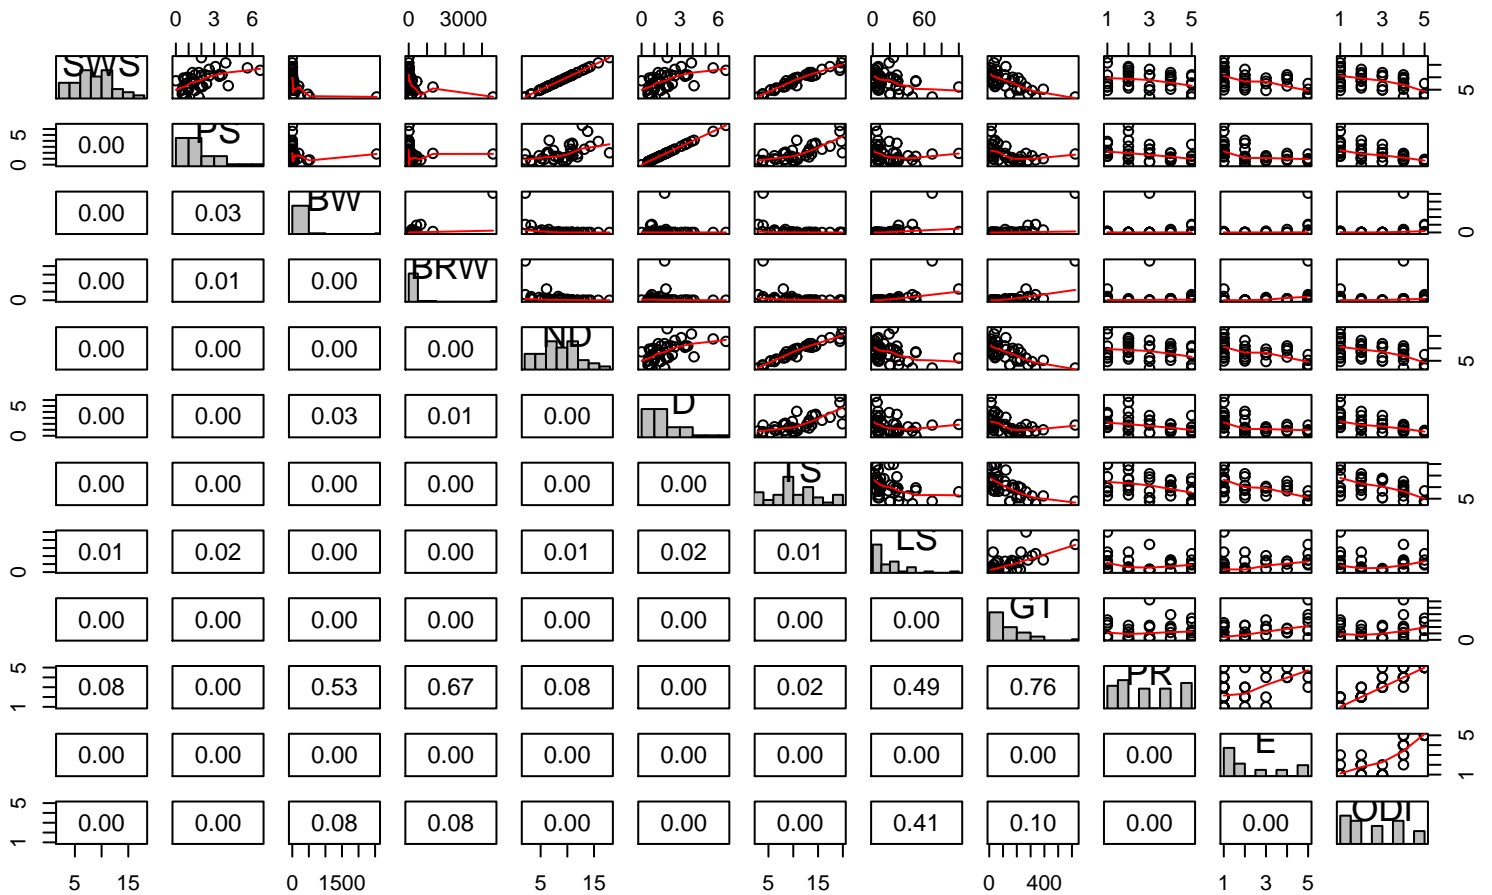 0 3 6 0 3000 0 3 6 0 60 1 3 5 1 3 5
SWS 5
0 5 0.00 PS
0.00 0.03 BW 0
0 0.00 0.01 0.00 BRW
0.00 0.00 0.00 0.00 ND 5
0 5 0.00 0.00 0.03 0.01 0.00 D
0.00 0.00 0.00 0.00 0.00 0.00 TS 5
0 0.01 0.02 0.00 0.00 0.01 0.02 0.01 LS
0.00 0.00 0.00 0.00 0.00 0.00 0.00 0.00 GT 0
1 5 0.08 0.00 0.53 0.67 0.08 0.00 0.02 0.49 0.76 PR
0.00 0.00 0.00 0.00 0.00 0.00 0.00 0.00 0.00 0.00 E 1 5
1 5 0.00 0.00 0.08 0.08 0.00 0.00 0.00 0.41 0.10 0.00 0.00 ODI
5 15 0 1500 5 15 5 15 0 400 1 3 5